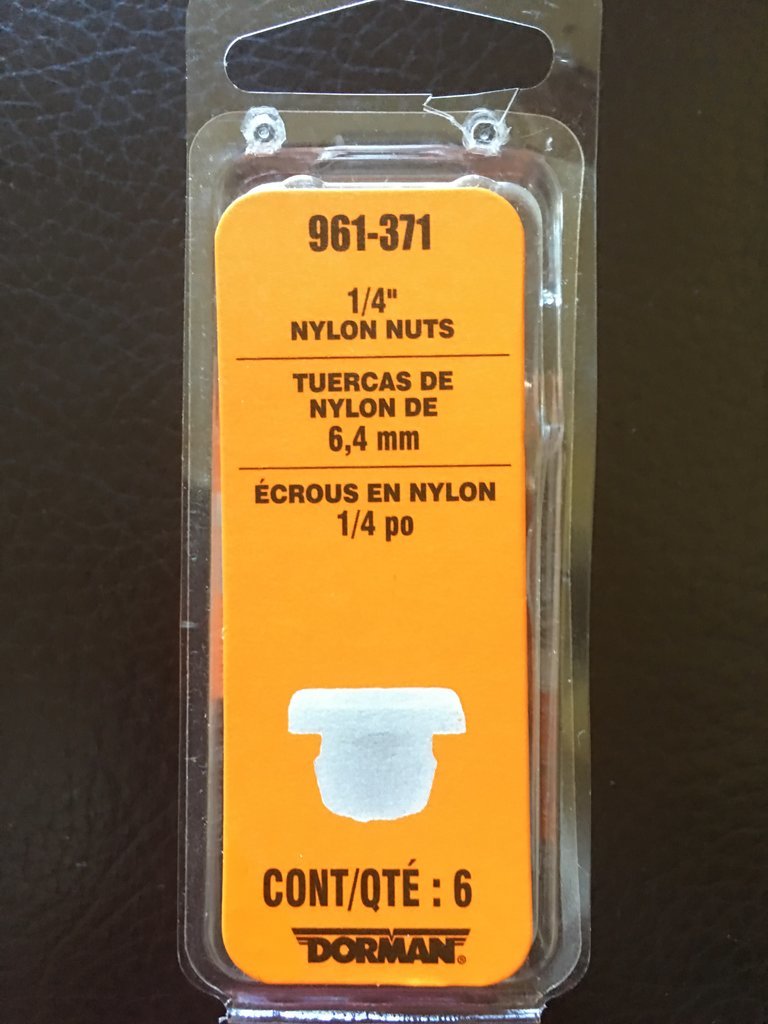 961-371
1/4"
NYLON NUTS
TUERCAS DE
NYLON DE
6,4 mm
ÉCROUS EN NYLON
1/4 po
CONT/QTÉ : 6
DORMAN®